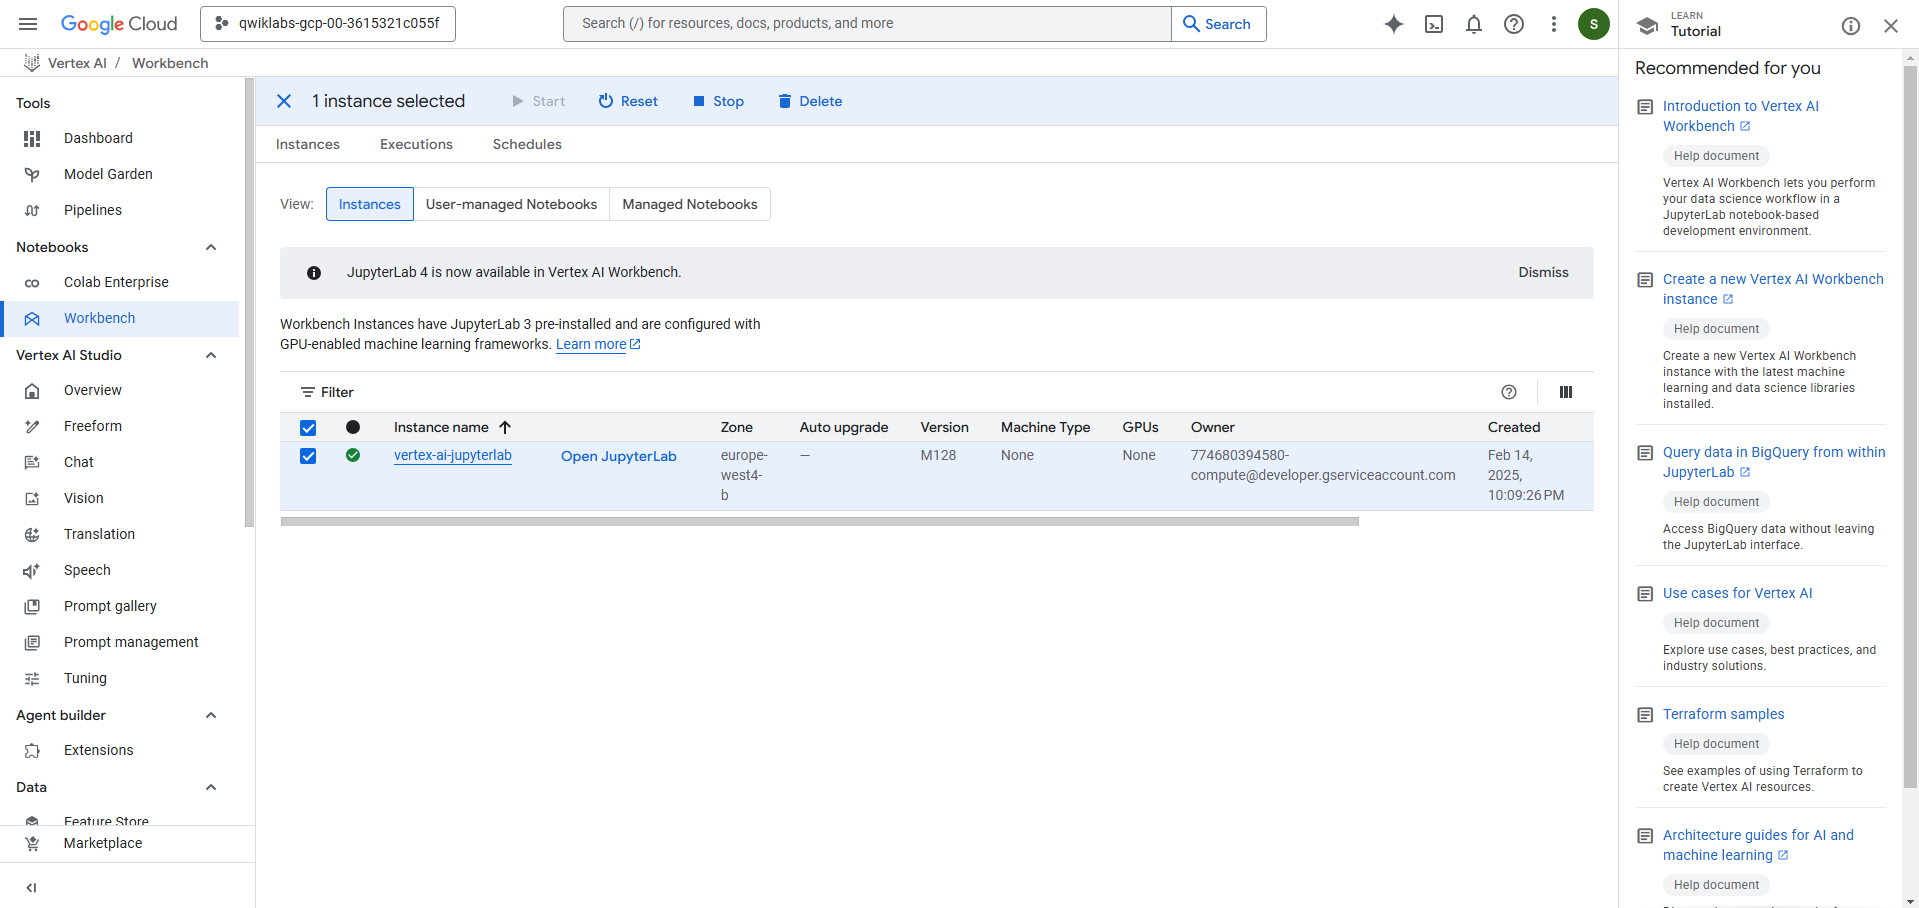 Google Cloud
qwiklabs-gcp-00-3615321c055f
Search (/) for resources, docs, products, and more
Search
S
LEARN
Tutorial
Vertex AI / Workbench
Tools
Dashboard
Model Garden
Pipelines
Notebooks
Colab Enterprise
Workbench
Vertex AI Studio
Overview
Freeform
Chat
Vision
Translation
Speech
Prompt gallery
Prompt management
Tuning
Agent builder
Extensions
Data
Feature Store
Marketplace
1 instance selected
Start
Reset
Stop
Delete
Instances
Executions
Schedules
View:
Instances
User-managed Notebooks
Managed Notebooks
JupyterLab 4 is now available in Vertex AI Workbench.
Dismiss
Workbench Instances have JupyterLab 3 pre-installed and are configured with
GPU-enabled machine learning frameworks. Learn more
Filter
Instance name
Zone
Auto upgrade
Version
Machine Type
GPUs
Owner
Created
vertex-ai-jupyterlab
Open JupyterLab
europe-
west4-
b
—
M128
None
None
774680394580-
compute@developer.gserviceaccount.com
Feb 14,
2025,
10:09:26 PM
Recommended for you
Introduction to Vertex AI
Workbench
Help document
Vertex AI Workbench lets you perform
your data science workflow in a
JupyterLab notebook-based
development environment.
Create a new Vertex AI Workbench
instance
Help document
Create a new Vertex AI Workbench
instance with the latest machine
learning and data science libraries
installed.
Query data in BigQuery from within
JupyterLab
Help document
Access BigQuery data without leaving
the JupyterLab interface.
Use cases for Vertex AI
Help document
Explore use cases, best practices, and
industry solutions.
Terraform samples
Help document
See examples of using Terraform to
create Vertex AI resources.
Architecture guides for AI and
machine learning
Help document